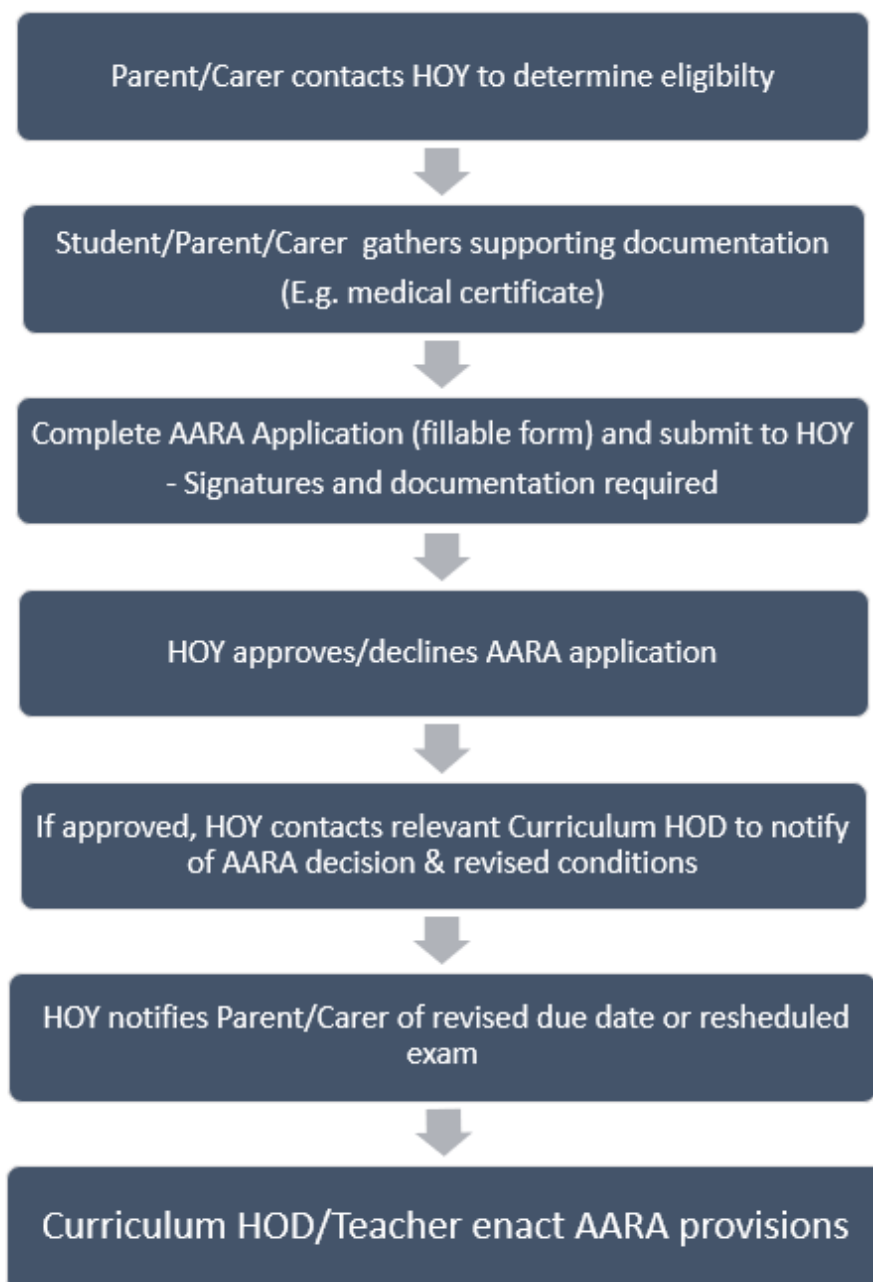 Parent/Carer contacts HOY to determine eligibilty
Student/Parent/Carer gathers supporting documentation
(E.g. medical certificate)
Complete AARA Application (fillable form) and submit to HOY
- Signatures and documentation required
HOY approves/declines AARA application
If approved, HOY contacts relevant Curriculum HOD to notify
of AARA decision & revised conditions
HOY notifies Parent/Carer of revised due date or resheduled
exam
Curriculum HOD/Teacher enact AARA provisions